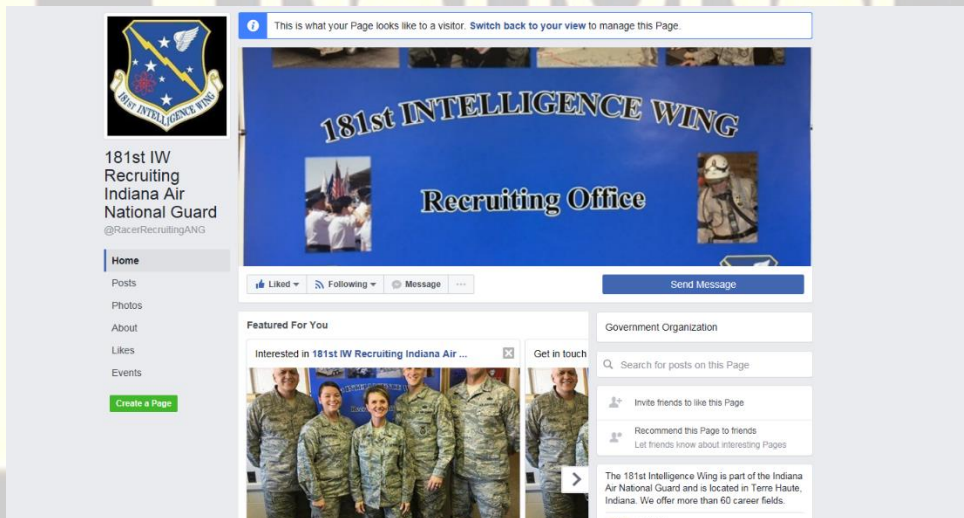 This is what your Page looks like to a visitor. Switch back to your view to manage this Page.
181ST INTELLIGENCE WING
181st INTELLIGENCE WING
Recruiting Office
181st IW
Recruiting
Indiana Air
National Guard
@RacerRecruitingANG
Home
Posts
Photos
About
Likes
Events
Create a Page
Liked
Following
Message
Send Message
Featured For You
Interested in 181st IW Recruiting Indiana Air ...
Get in touch
Government Organization
Search for posts on this Page
Invite friends to like this Page
Recommend this Page to friends
Let friends know about interesting Pages
The 181st Intelligence Wing is part of the Indiana
Air National Guard and is located in Terre Haute,
Indiana. We offer more than 60 career fields.